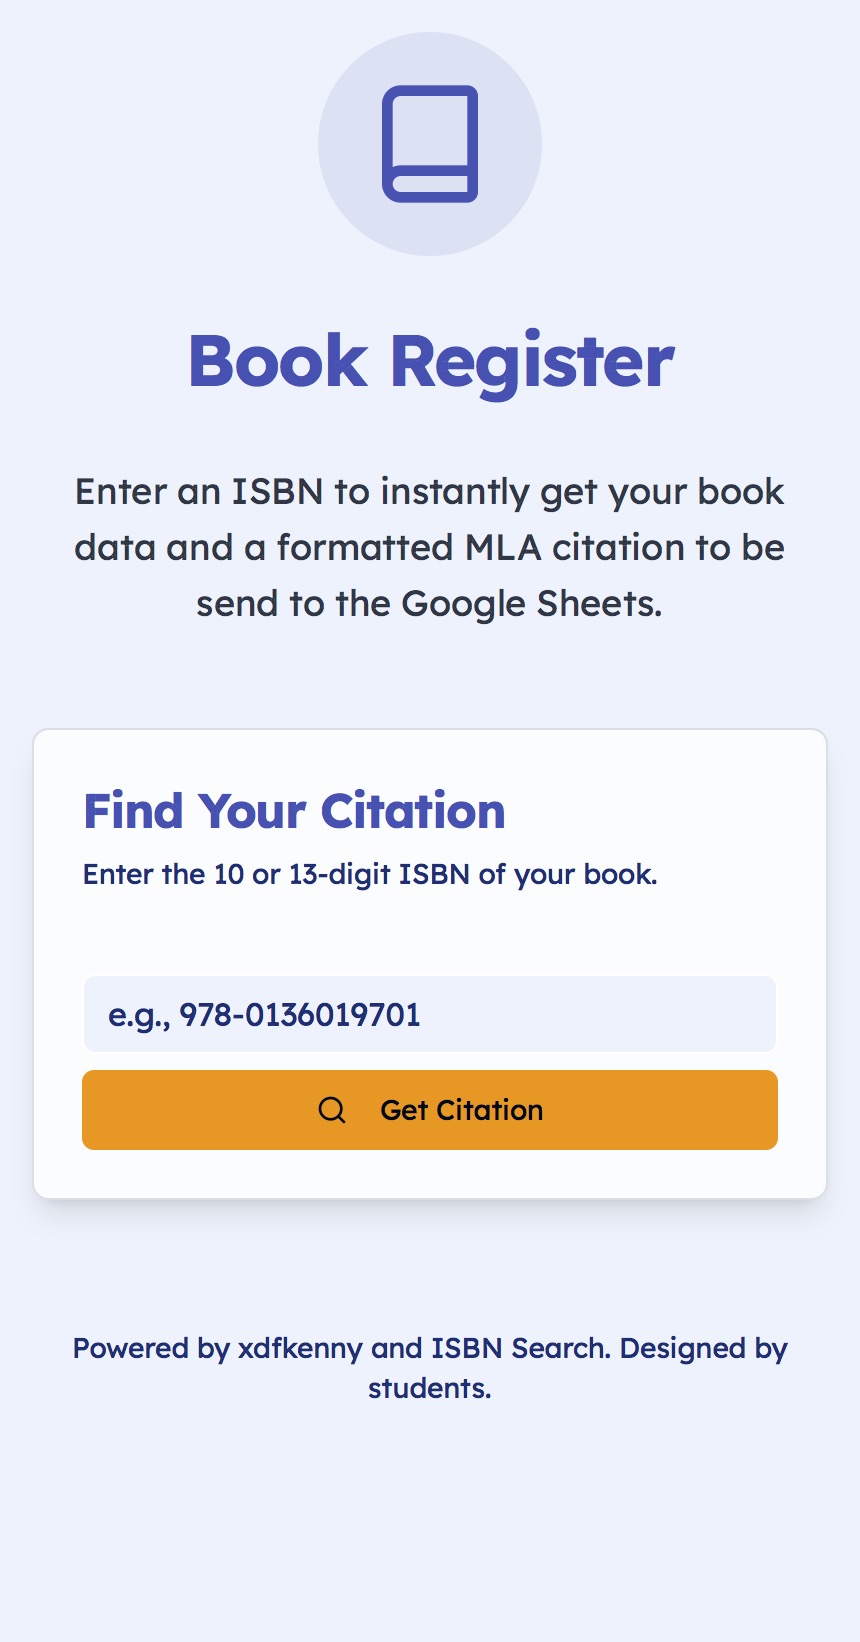 Book Register
Enter an ISBN to instantly get your book
data and a formatted MLA citation to be
send to the Google Sheets.
Find Your Citation
Enter the 10 or 13-digit ISBN of your book.
e.g., 978-0136019701
Get Citation
Powered by xdfkenny and ISBN Search. Designed by
students.